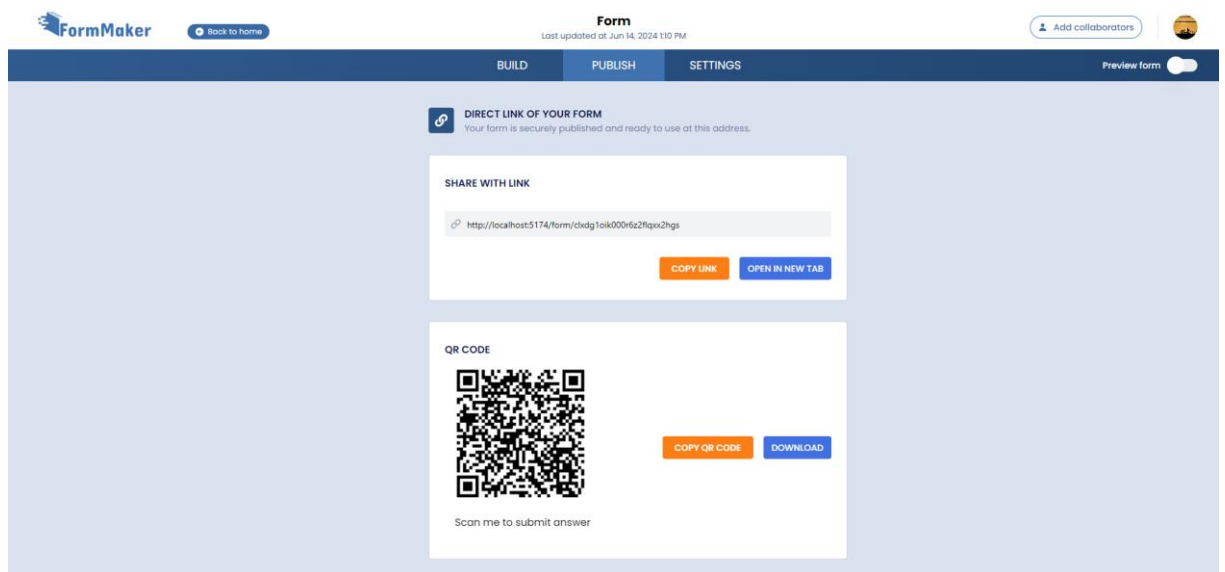 FormMaker
Back to home
Form
Last updated at Jun 14, 2024 1:10 PM
Add collaborators
BUILD
PUBLISH
SETTINGS
Preview form
DIRECT LINK OF YOUR FORM
Your form is securely published and ready to use at this address.
SHARE WITH LINK
http://localhost:5174/form/clxdg1oik000r6z2flqxx2hgs
COPY LINK
OPEN IN NEW TAB
QR CODE
COPY QR CODE
DOWNLOAD
Scan me to submit answer